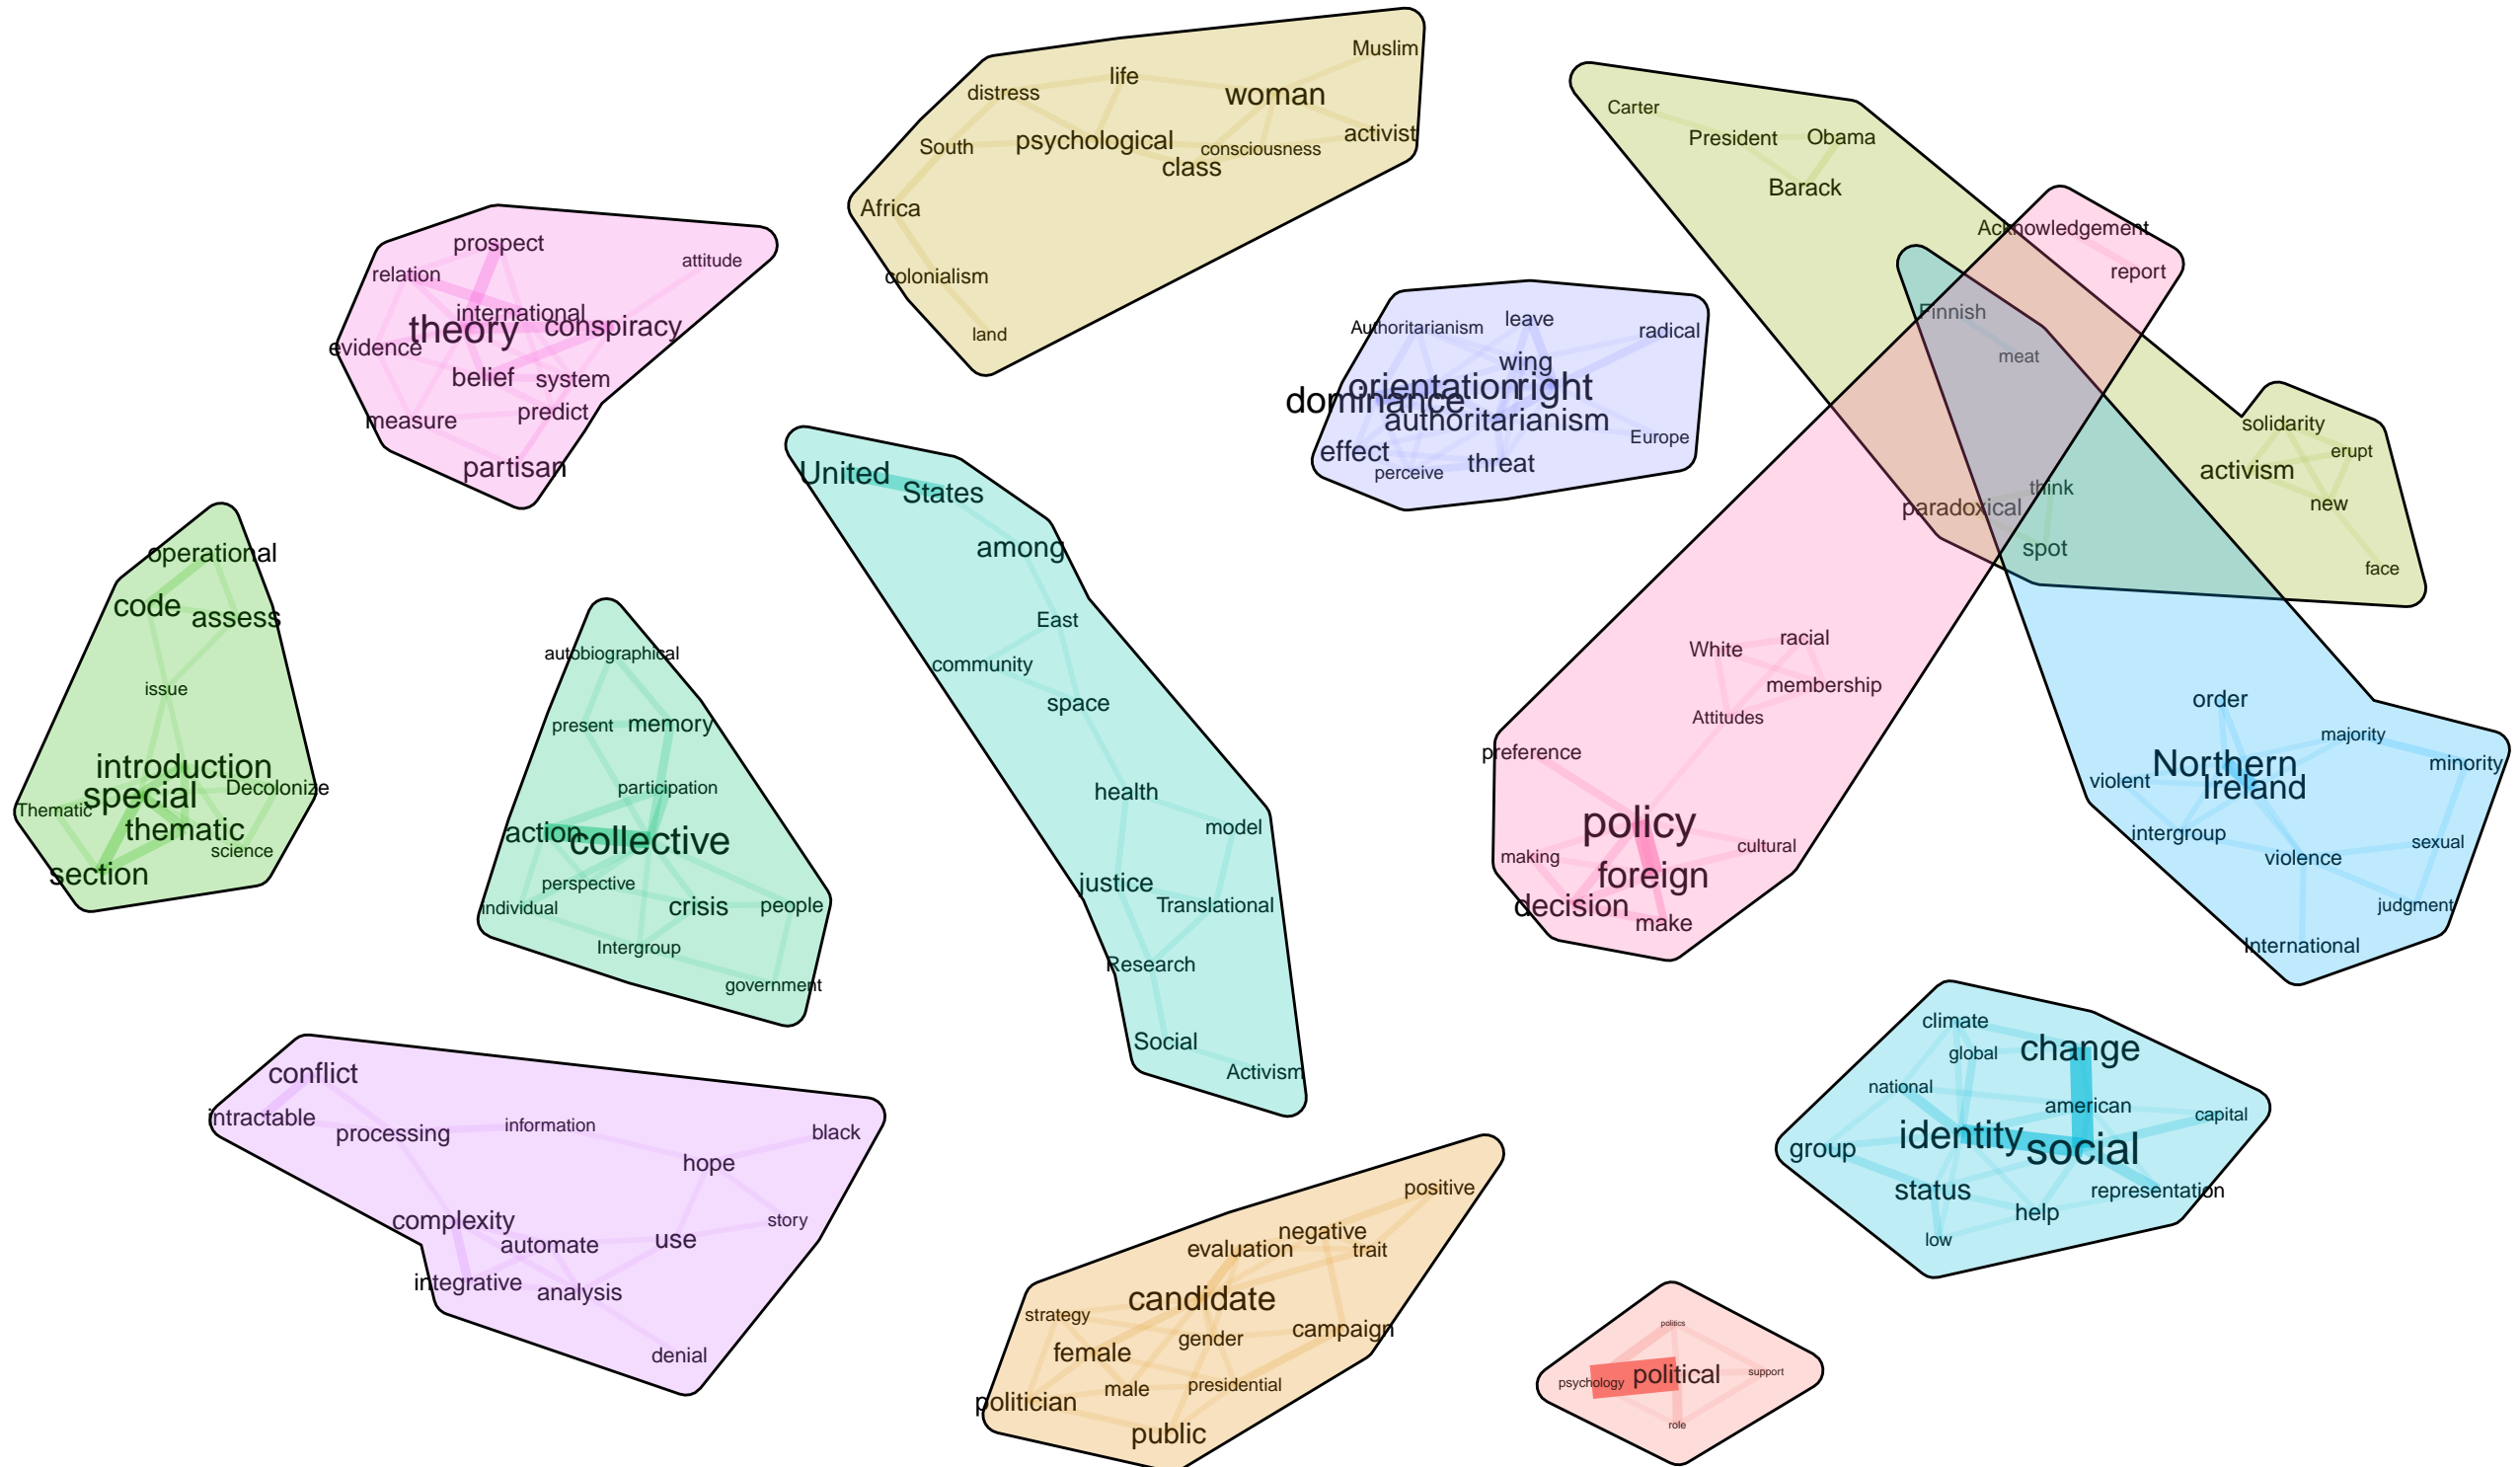 Muslim
life
distress
woman
South
psychological
consciousness
activist
class
Africa
colonialism
land
Carter
President
Obama
Barack
solidarity
erupt
activism
new
face
think
paradoxical
spot
Acknowledgement
report
Finnish
meat
prospect
attitude
relation
international
theory
conspiracy
evidence
belief
system
measure
predict
partisan
Authoritarianism
leave
radical
wing
orientation
right
dominance
authoritarianism
effect
perceive
threat
Europe
United
States
among
East
community
space
health
model
justice
Translational
Research
Social
Activism
operational
code
assess
issue
introduction
special
Decolonize
Thematic
thematic
science
section
autobiographical
present
memory
participation
action
collective
perspective
individual
crisis
people
Intergroup
government
White
racial
membership
Attitudes
preference
policy
making
cultural
foreign
decision
make
order
majority
Northern
minority
violent
Ireland
intergroup
violence
sexual
judgment
International
conflict
intractable
processing
information
black
hope
complexity
automate
use
story
integrative
analysis
denial
positive
negative
evaluation
trait
candidate
strategy
gender
campaign
female
male
presidential
politician
public
climate
global
change
national
american
capital
identity
social
group
status
representation
help
low
politics
psychology
political
support
role